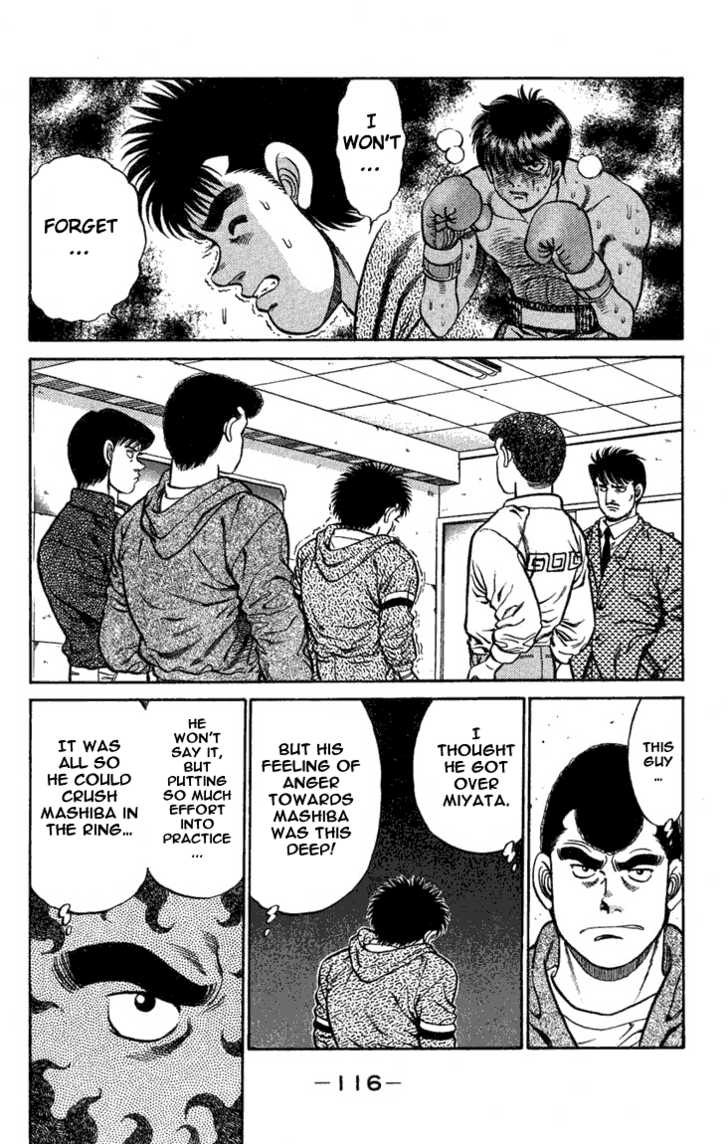 I
WON'T
...
FORGET
...
THIS
GUY
...
I
THOUGHT
HE GOT
OVER
MIYATA.
BUT HIS
FEELING OF
ANGER
TOWARDS
MASHIBA
WAS THIS
DEEP!
HE
WON'T
SAY IT,
BUT
PUTTING
SO MUCH
EFFORT
INTO
PRACTICE
...
IT WAS
ALL SO
HE COULD
CRUSH
MASHIBA IN
THE RING...
-116-